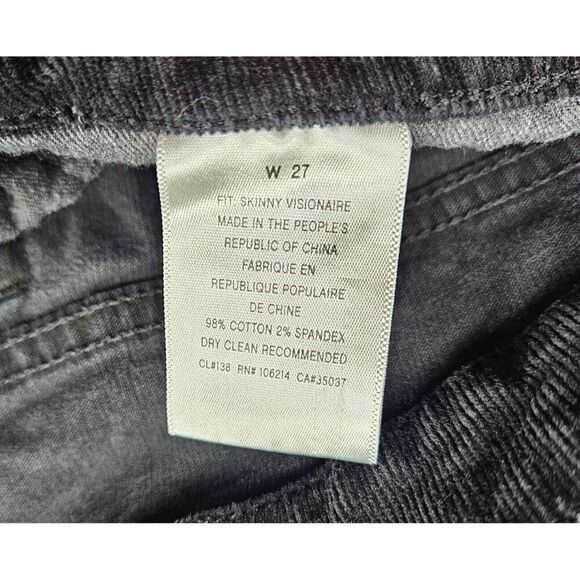 W 27
FIT: SKINNY VISIONAIRE
MADE IN THE PEOPLE'S
REPUBLIC OF CHINA
FABRIQUE EN
REPUBLIQUE POPULAIRE
DE CHINE
98% COTTON 2% SPANDEX
DRY CLEAN RECOMMENDED
CL#138 RN# 106214 CA#35037